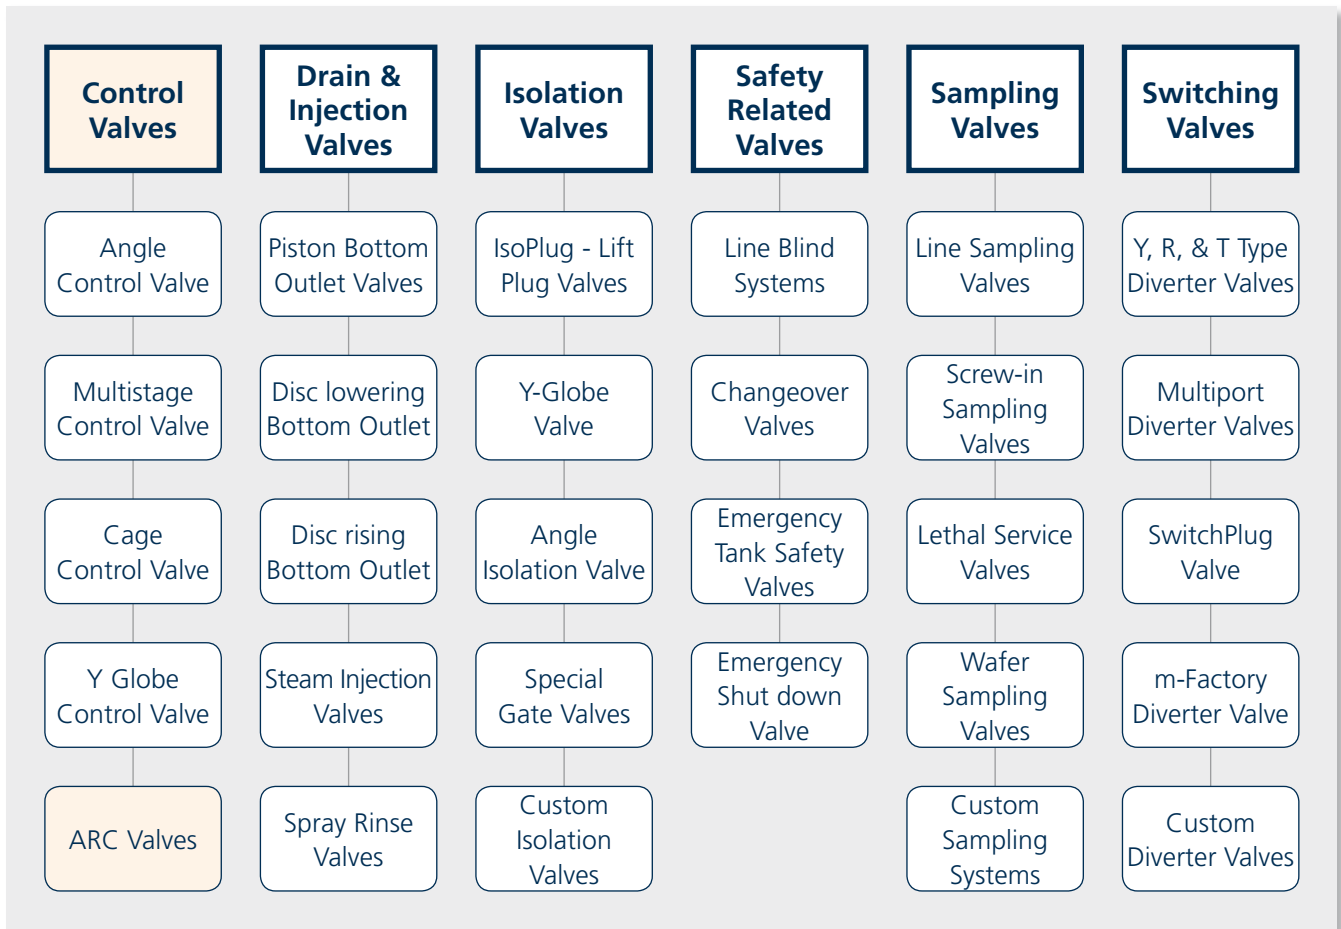 Control
Valves
Drain &
Injection
Valves
Isolation
Valves
Safety
Related
Valves
Sampling
Valves
Switching
Valves
Angle
Control Valve
Piston Bottom
Outlet Valves
IsoPlug - Lift
Plug Valves
Line Blind
Systems
Line Sampling
Valves
Y, R, & T Type
Diverter Valves
Multistage
Control Valve
Disc lowering
Bottom Outlet
Y-Globe
Valve
Changeover
Valves
Screw-in
Sampling
Valves
Multiport
Diverter Valves
Cage
Control Valve
Disc rising
Bottom Outlet
Angle
Isolation Valve
Emergency
Tank Safety
Valves
Lethal Service
Valves
SwitchPlug
Valve
Y Globe
Control Valve
Steam Injection
Valves
Special
Gate Valves
Emergency
Shut down
Valve
Wafer
Sampling
Valves
m-Factory
Diverter Valve
ARC Valves
Spray Rinse
Valves
Custom
Isolation
Valves
Custom
Sampling
Systems
Custom
Diverter Valves